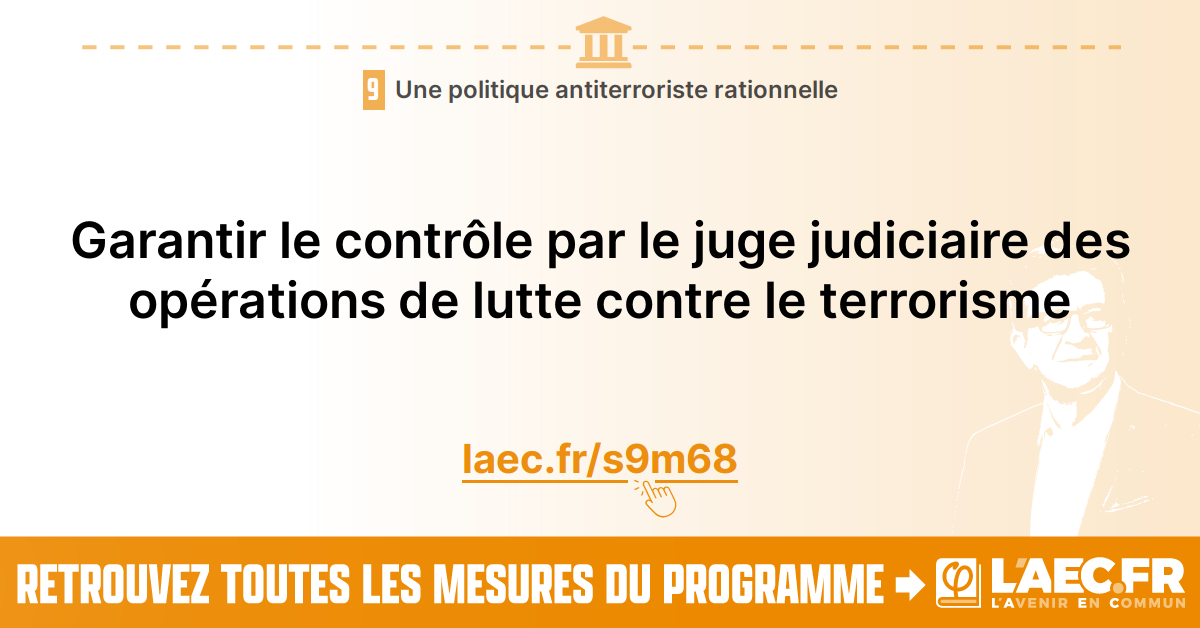 9 Une politique antiterroriste rationnelle
Garantir le contrôle par le juge judiciaire des
opérations de lutte contre le terrorisme
laec.fr/s9m68
RETROUVEZ TOUTES LES MESURES DU PROGRAMME
φ L'AEC.FR
L'AVENIR EN COMMUN